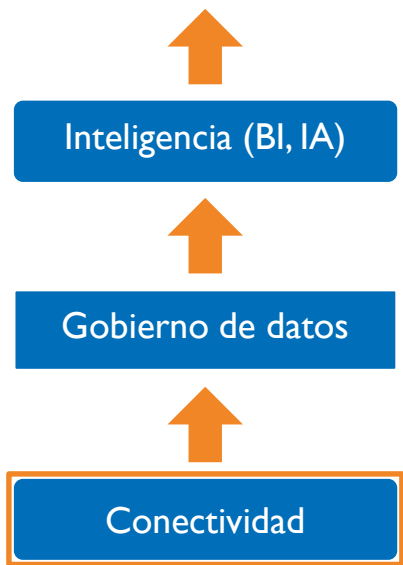 Inteligencia (BI, IA)
Gobierno de datos
Conectividad